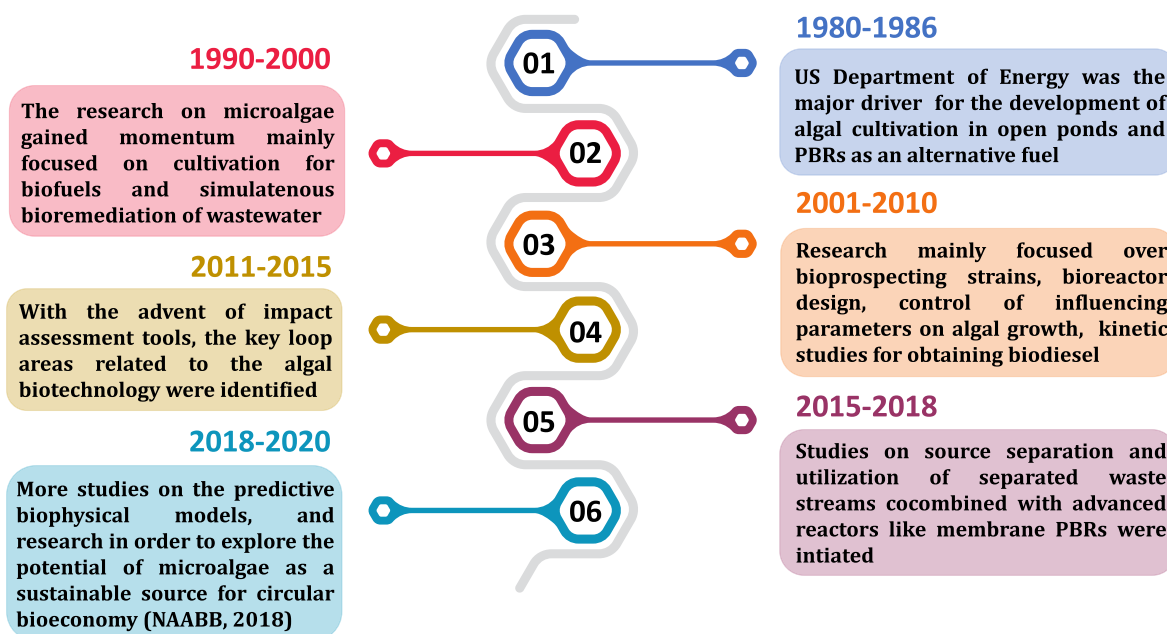 01
1980-1986
US Department of Energy was the
major driver for the development of
algal cultivation in open ponds and
PBRs as an alternative fuel
02
1990-2000
The research on microalgae
gained momentum mainly
focused on cultivation for
biofuels and simulatenous
bioremediation of wastewater
03
2001-2010
Research mainly focused over
bioprospecting strains, bioreactor
design, control of influencing
parameters on algal growth, kinetic
studies for obtaining biodiesel
04
2011-2015
With the advent of impact
assessment tools, the key loop
areas related to the algal
biotechnology were identified
05
2015-2018
Studies on source separation and
utilization of separated waste
streams cocombined with advanced
reactors like membrane PBRs were
intiated
06
2018-2020
More studies on the predictive
biophysical models, and
research in order to explore the
potential of microalgae as a
sustainable source for circular
bioeconomy (NAABB, 2018)